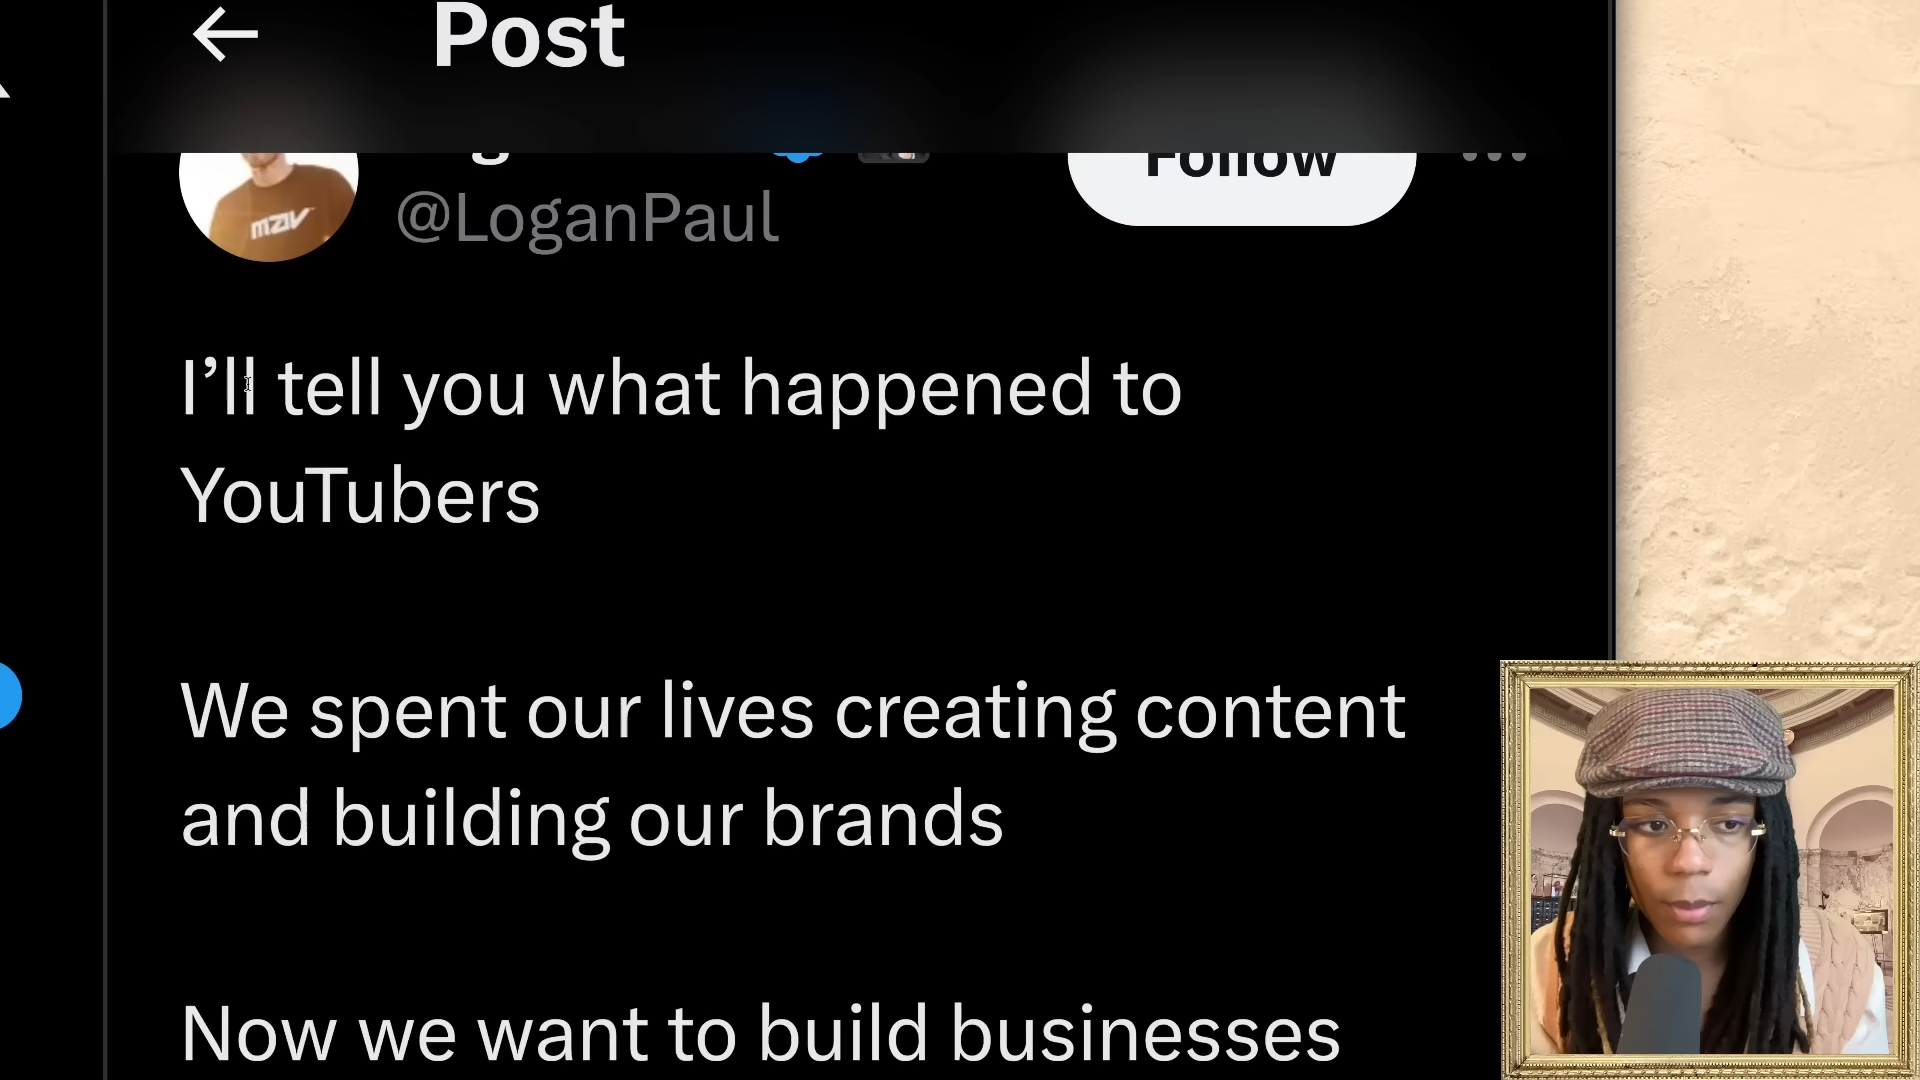 Post
Follow
@LoganPaul
I’ll tell you what happened to
YouTubers
We spent our lives creating content
and building our brands
Now we want to build businesses